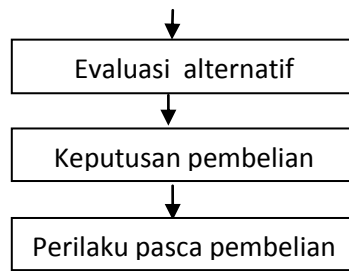 Evaluasi alternatif
Keputusan pembelian
Perilaku pasca pembelian